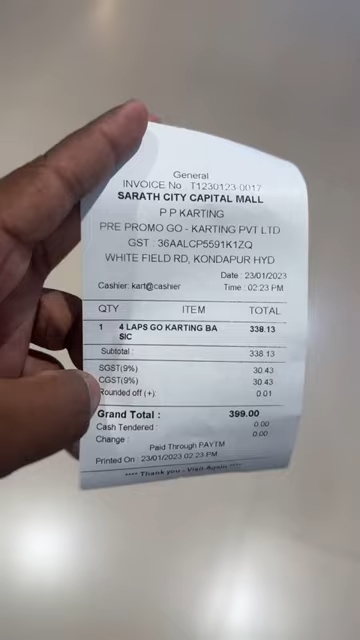 General
INVOICE No T1230123-0017
SARATH CITY CAPITAL MALL
P P KARTING
PRE PROMO GO - KARTING PVT LTD
GST : 36AALCP5591K1ZQ
WHITE FIELD RD, KONDAPUR HYD
Date : 23/01/2023
Cashier: kart@cashier Time : 02:23 PM
QTY ITEM TOTAL
1 4 LAPS GO KARTING BA 338.13
SIC
Subtotal : 338.13
SGST(9%) 30.43
CGST(9%) 30.43
Rounded off (+): 0.01
Grand Total : 399.00
Cash Tendered : 0.00
Change : 0.00
Paid Through PAYTM
Printed On : 23/01/2023 02:23 PM
**** Thank you - Visit Again ****